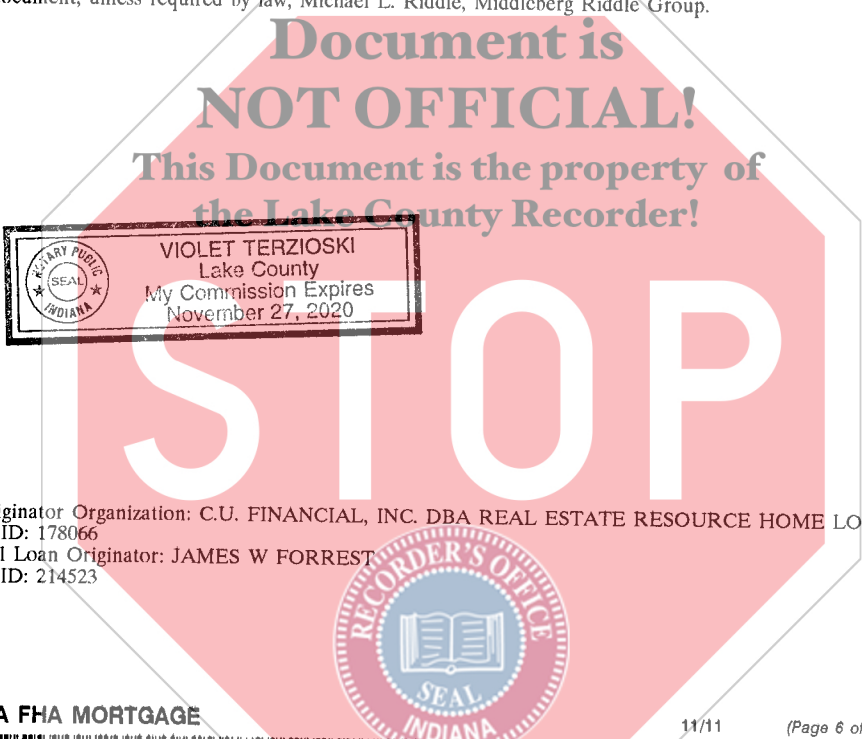 ocument, unless required by law, Michael L. Riddle, Middleberg Riddle Group.
Document is
NOT OFFICIAL!
This Document is the property of
the Lake County Recorder!
NOTARY PUBLIC
SEAL
INDIANA
VIOLET TERZIOSKI
Lake County
My Commission Expires
November 27, 2020
STOP
ginator Organization: C.U. FINANCIAL, INC. DBA REAL ESTATE RESOURCE HOME LO
ID: 178066
l Loan Originator: JAMES W FORREST
ID: 214523
RECORDER'S OFFICE
SEAL
INDIANA
A FHA MORTGAGE
11/11 (Page 6 of